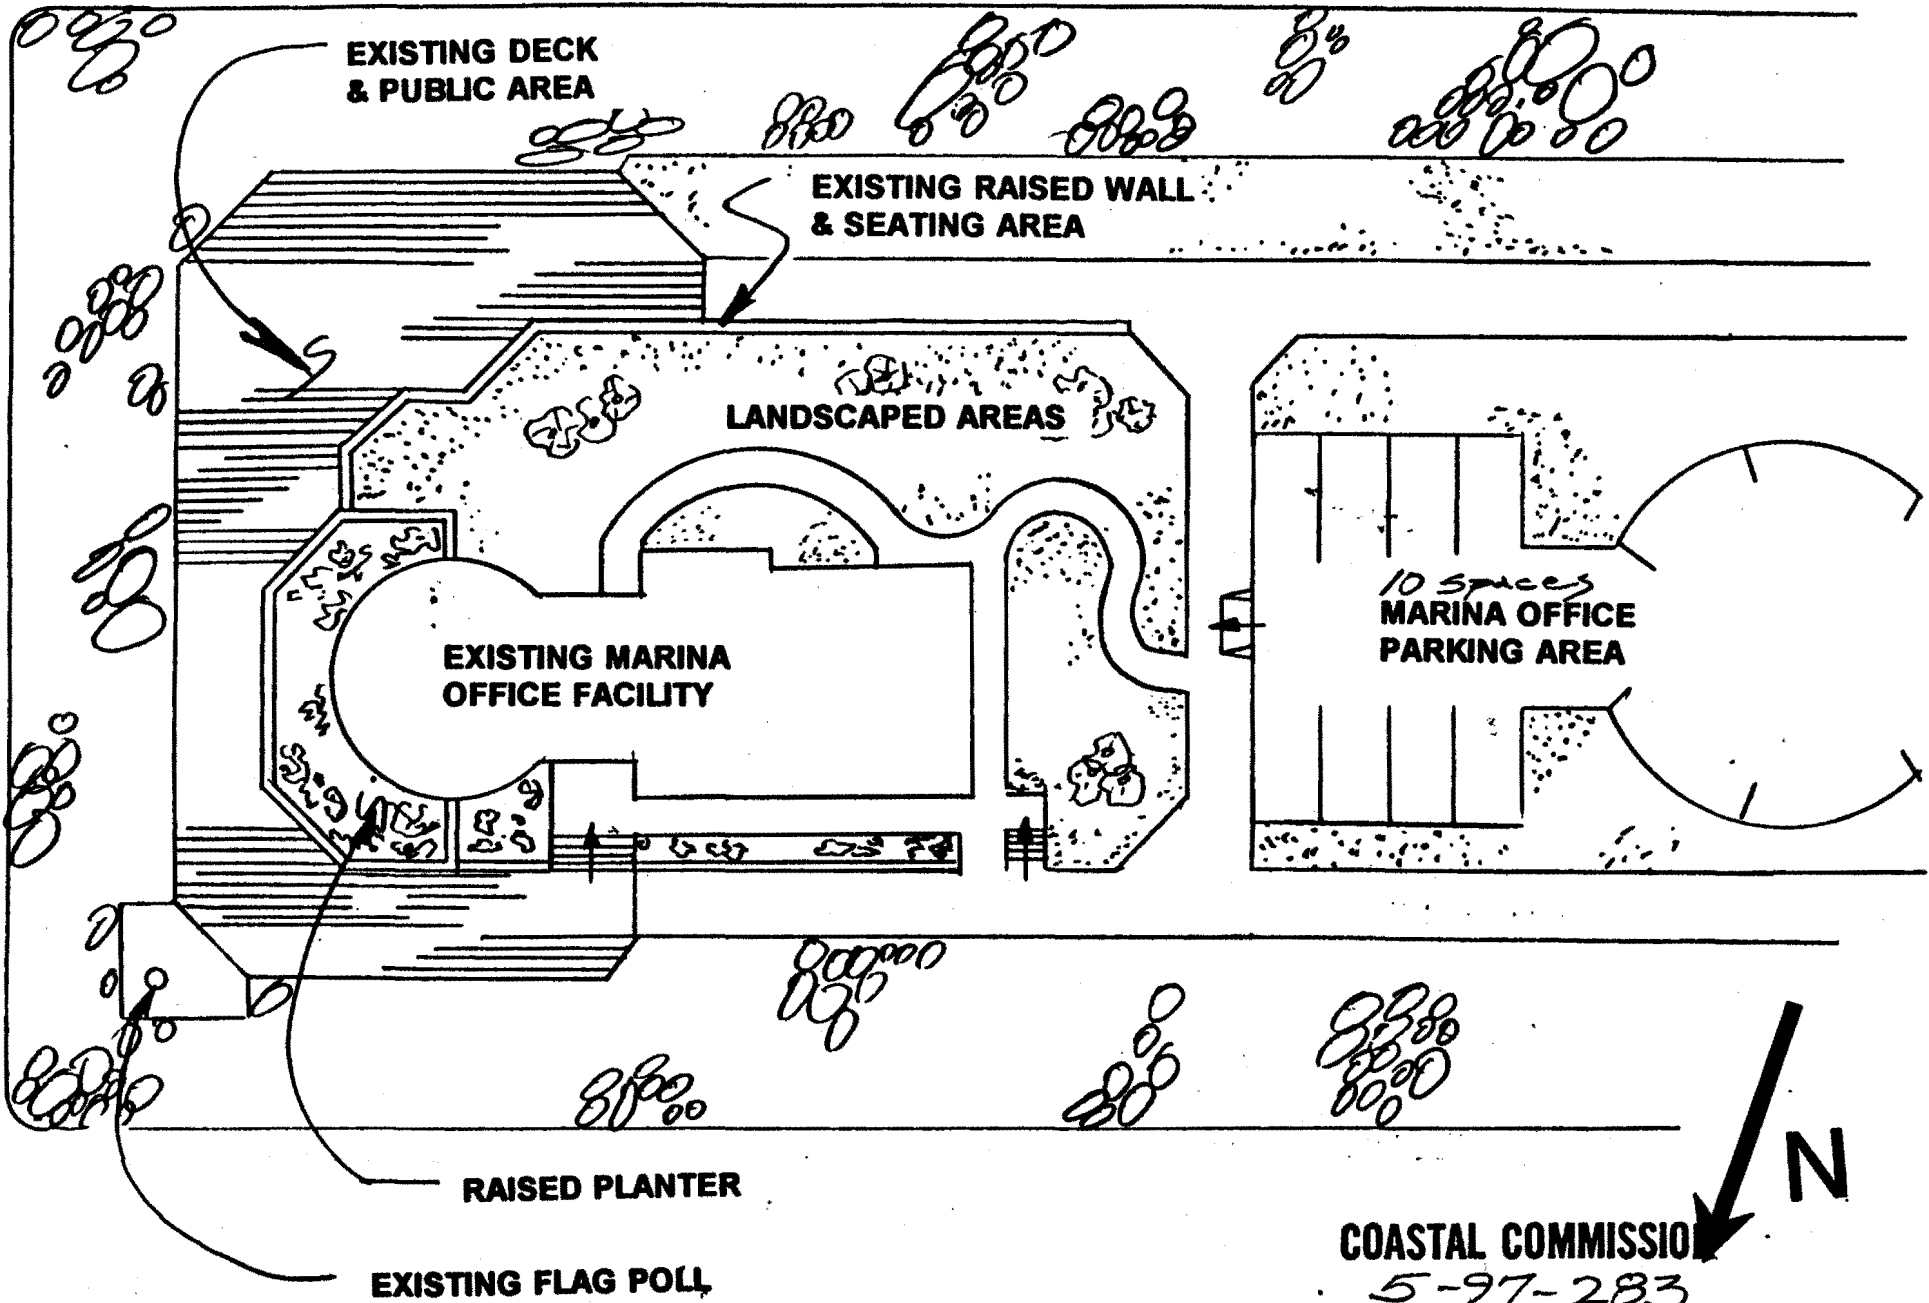 EXISTING DECK
& PUBLIC AREA
EXISTING RAISED WALL
& SEATING AREA
LANDSCAPED AREAS
10 Spaces
MARINA OFFICE
PARKING AREA
EXISTING MARINA
OFFICE FACILITY
RAISED PLANTER
N
EXISTING FLAG POLL
COASTAL COMMISSION
5-97-283